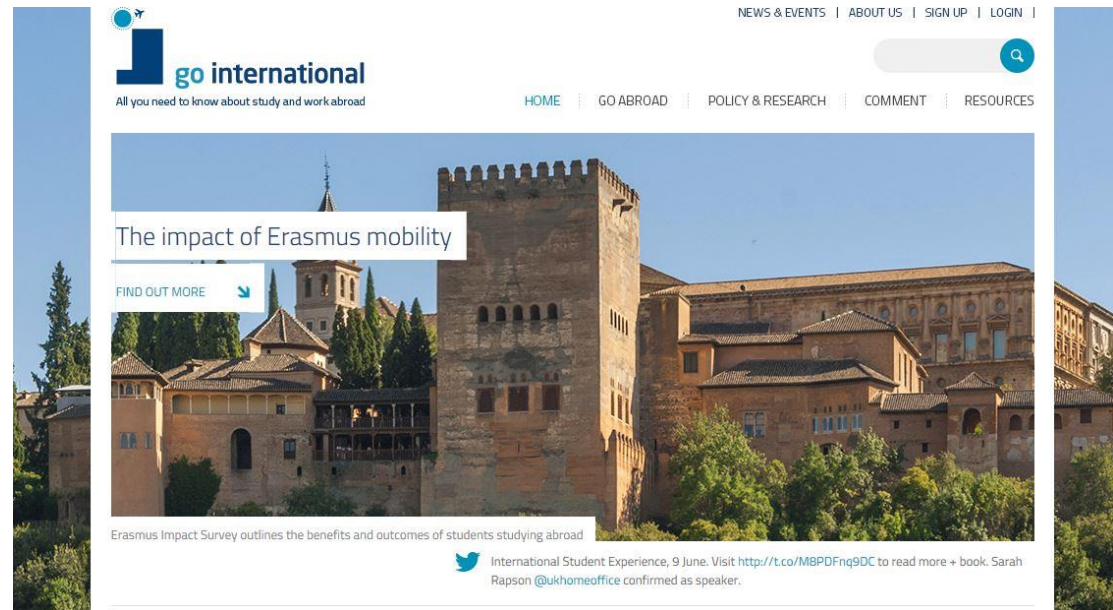 NEWS & EVENTS | ABOUT US | SIGN UP | LOGIN |
go international
All you need to know about study and work abroad
HOME GO ABROAD POLICY & RESEARCH COMMENT RESOURCES
The impact of Erasmus mobility
FIND OUT MORE
Erasmus Impact Survey outlines the benefits and outcomes of students studying abroad
International Student Experience, 9 June. Visit http://t.co/M8PDFnq9DC to read more + book. Sarah
Rapson @ukhomeoffice confirmed as speaker.